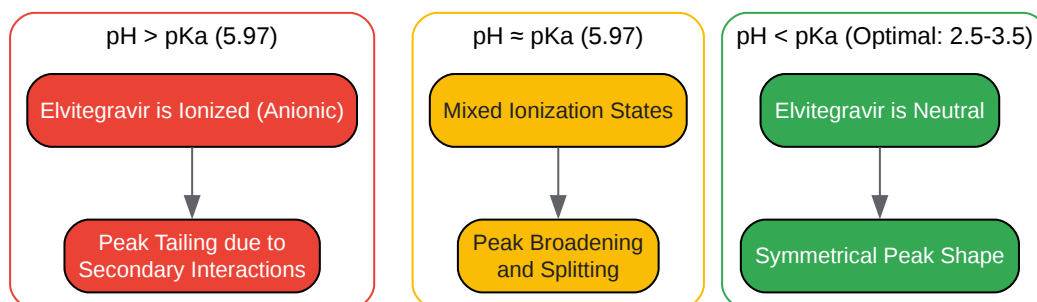 pH > pKa (5.97)
Elvitegravir is Ionized (Anionic)
Peak Tailing due to
Secondary Interactions
pH ≈ pKa (5.97)
Mixed Ionization States
Peak Broadening
and Splitting
pH < pKa (Optimal: 2.5-3.5)
Elvitegravir is Neutral
Symmetrical Peak Shape